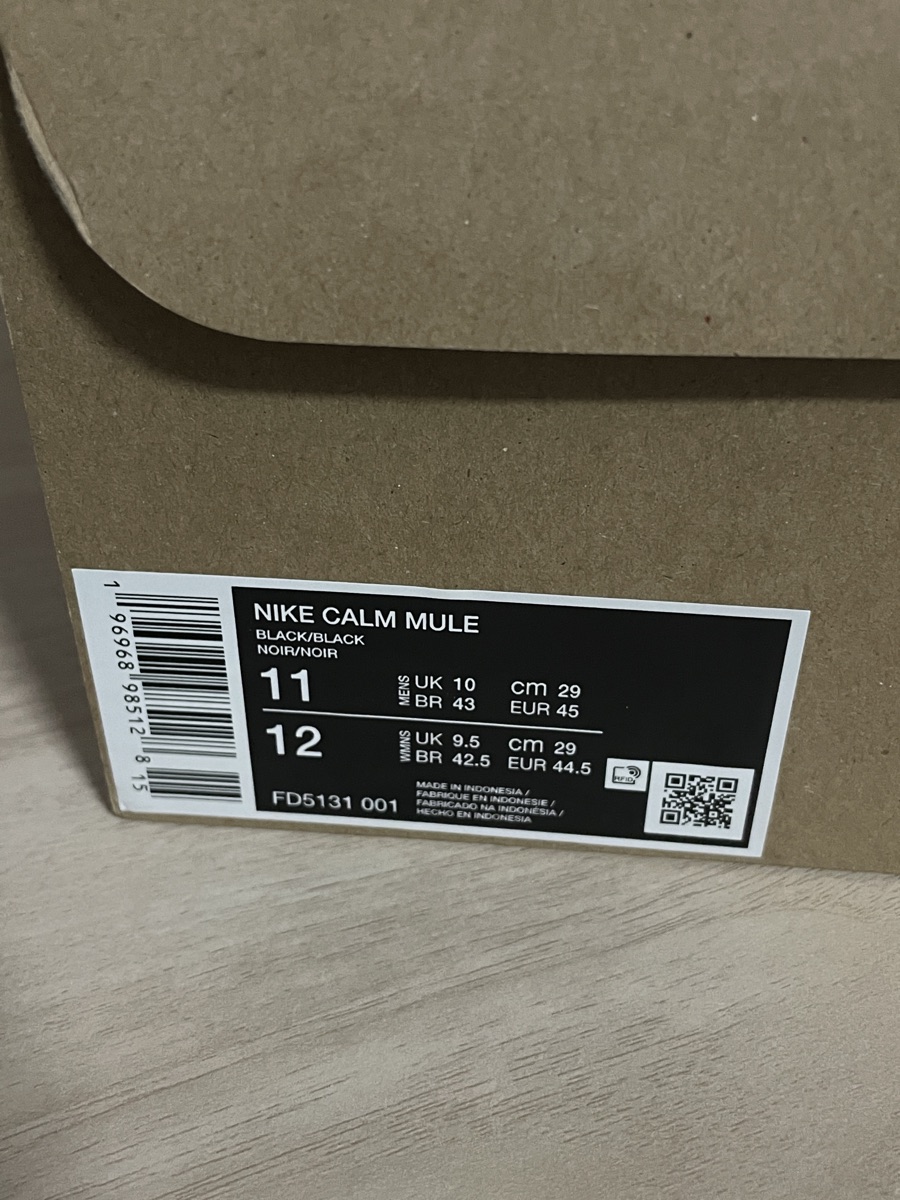 1 96968 98512 8 15
NIKE CALM MULE
BLACK/BLACK
NOIR/NOIR
11 MENS UK 10 cm 29
BR 43 EUR 45
12 WMNS UK 9.5 cm 29
BR 42.5 EUR 44.5
FD5131 001
MADE IN INDONESIA /
FABRIQUE EN INDONESIE /
FABRICADO NA INDONÉSIA /
HECHO EN INDONESIA
RFID